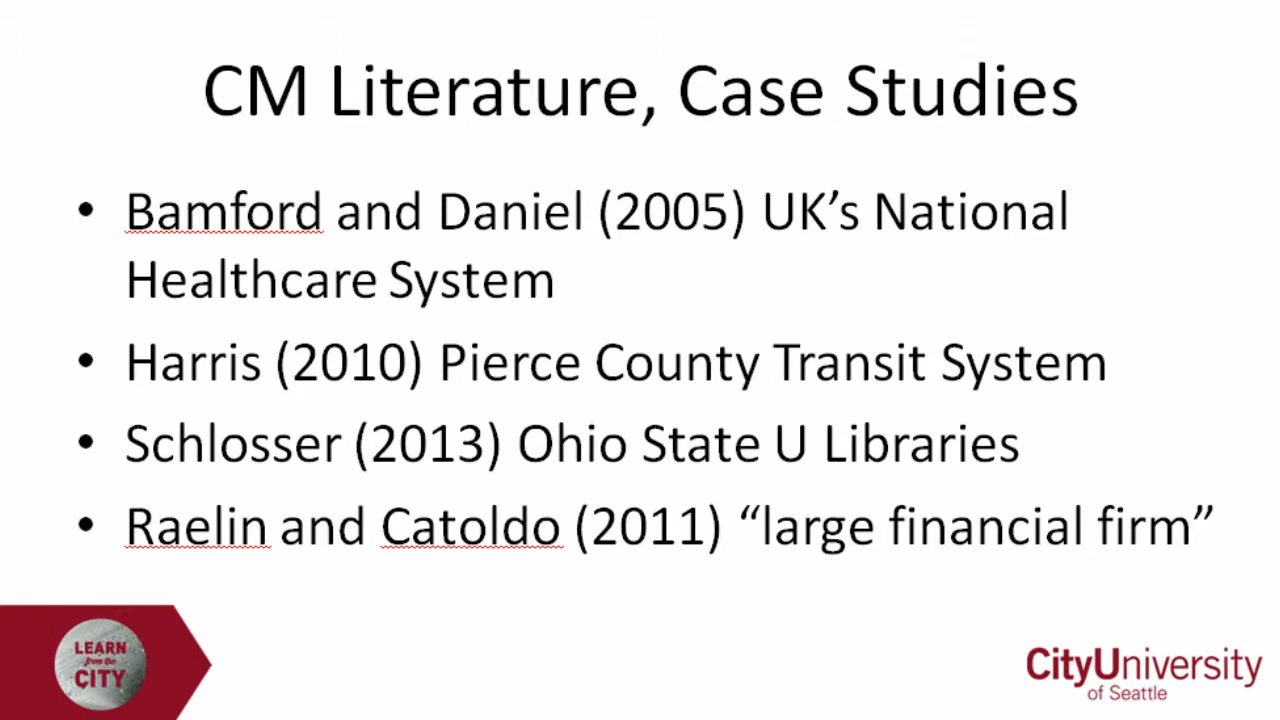 CM Literature, Case Studies
• Bamford and Daniel (2005) UK’s National
Healthcare System
• Harris (2010) Pierce County Transit System
• Schlosser (2013) Ohio State U Libraries
• Raelin and Catoldo (2011) “large financial firm”
LEARN
from the
CITY
CityUniversity
of Seattle